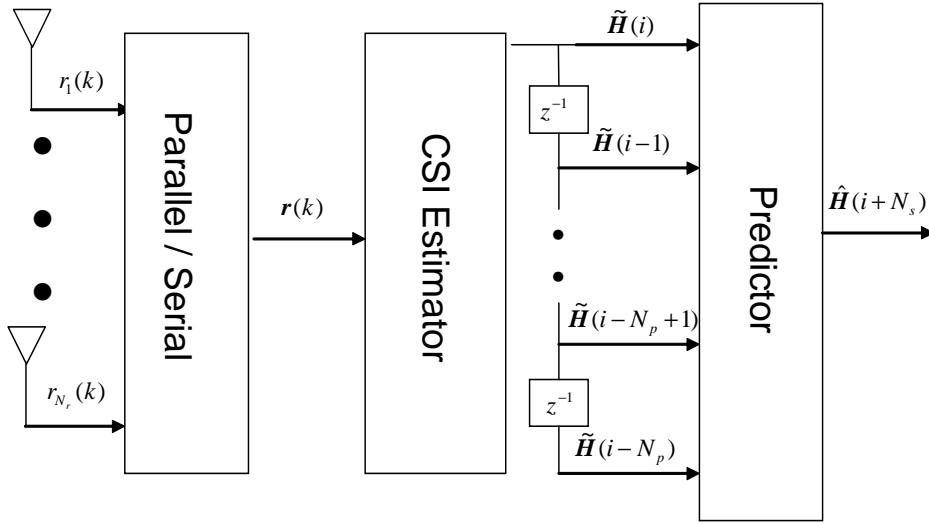 r₁(k)
r_{N_r}(k)
Parallel / Serial
r(k)
CSI Estimator
H̃(i)
z⁻¹
H̃(i−1)
H̃(i−N_p+1)
z⁻¹
H̃(i−N_p)
Predictor
Ĥ(i+N_s)